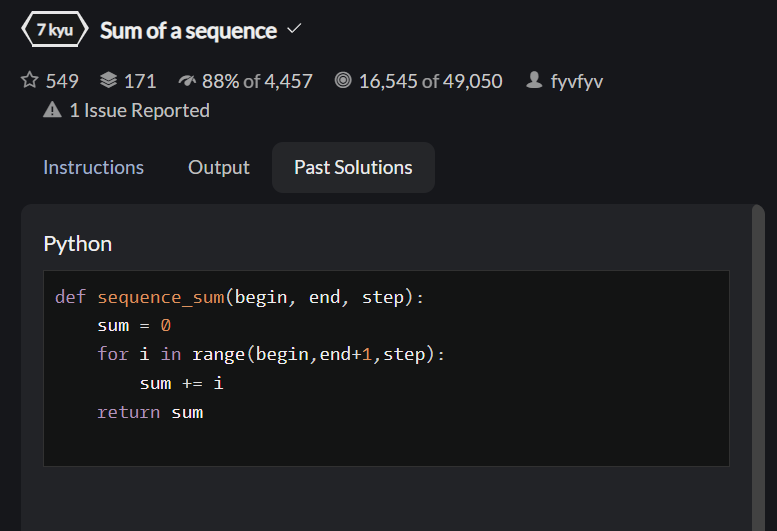 7 kyu Sum of a sequence
549 171 88% of 4,457 16,545 of 49,050 fyvfyv
1 Issue Reported
Instructions Output Past Solutions
Python
def sequence_sum(begin, end, step):
    sum = 0
    for i in range(begin,end+1,step):
        sum += i
    return sum